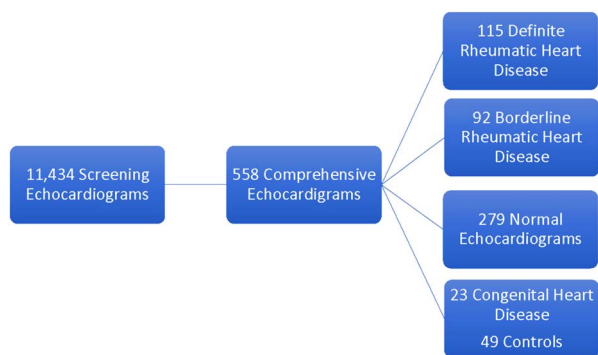 11,434 Screening
Echocardiograms
558 Comprehensive
Echocardigrams
115 Definite
Rheumatic Heart
Disease
92 Borderline
Rheumatic Heart
Disease
279 Normal
Echocardiograms
23 Congenital Heart
Disease
49 Controls